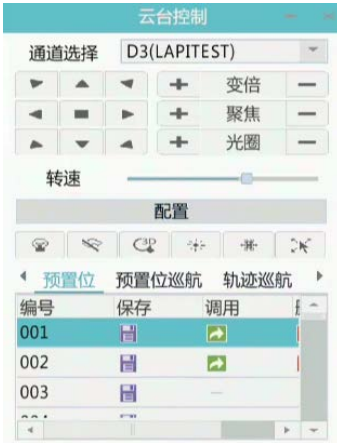 云台控制
通道选择 D3(LAPITEST)
变倍
聚焦
光圈
转速
配置
3D
预置位 预置位巡航 轨迹巡航
编号 保存 调用
001
002
003